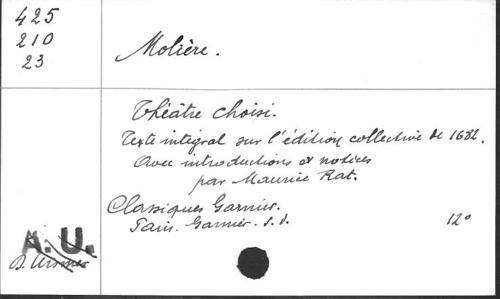 425
210
23
Molière.
Théâtre choisi.
Texte intégral sur l'édition collective de 1682.
Avec introductions et notices
par Maurice Rat.
Classiques Garnier.
Paris. Garnier. s.d. 12°
A.U.